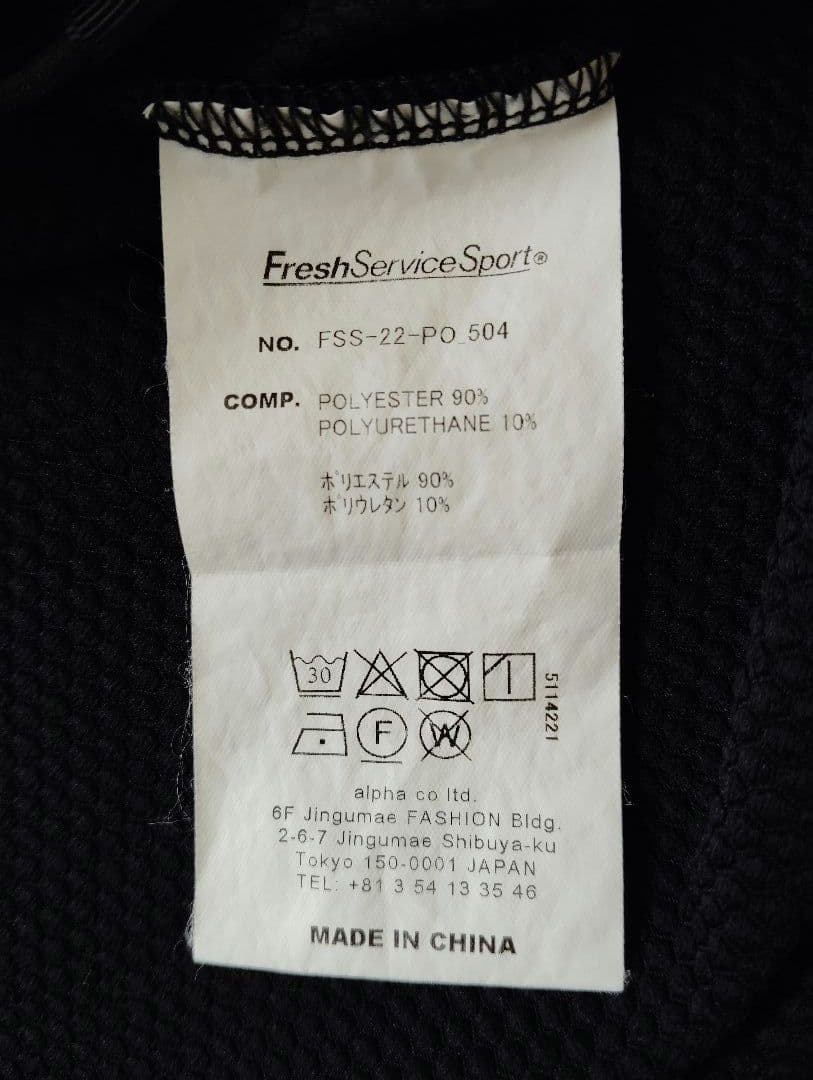 FreshServiceSport®
NO. FSS-22-PO_504
COMP. POLYESTER 90%
POLYURETHANE 10%
ポリエステル 90%
ポリウレタン 10%
30
5114221
F W
alpha co ltd.
6F Jingumae FASHION Bldg.
2-6-7 Jingumae Shibuya-ku
Tokyo 150-0001 JAPAN
TEL: +81 3 54 13 35 46
MADE IN CHINA